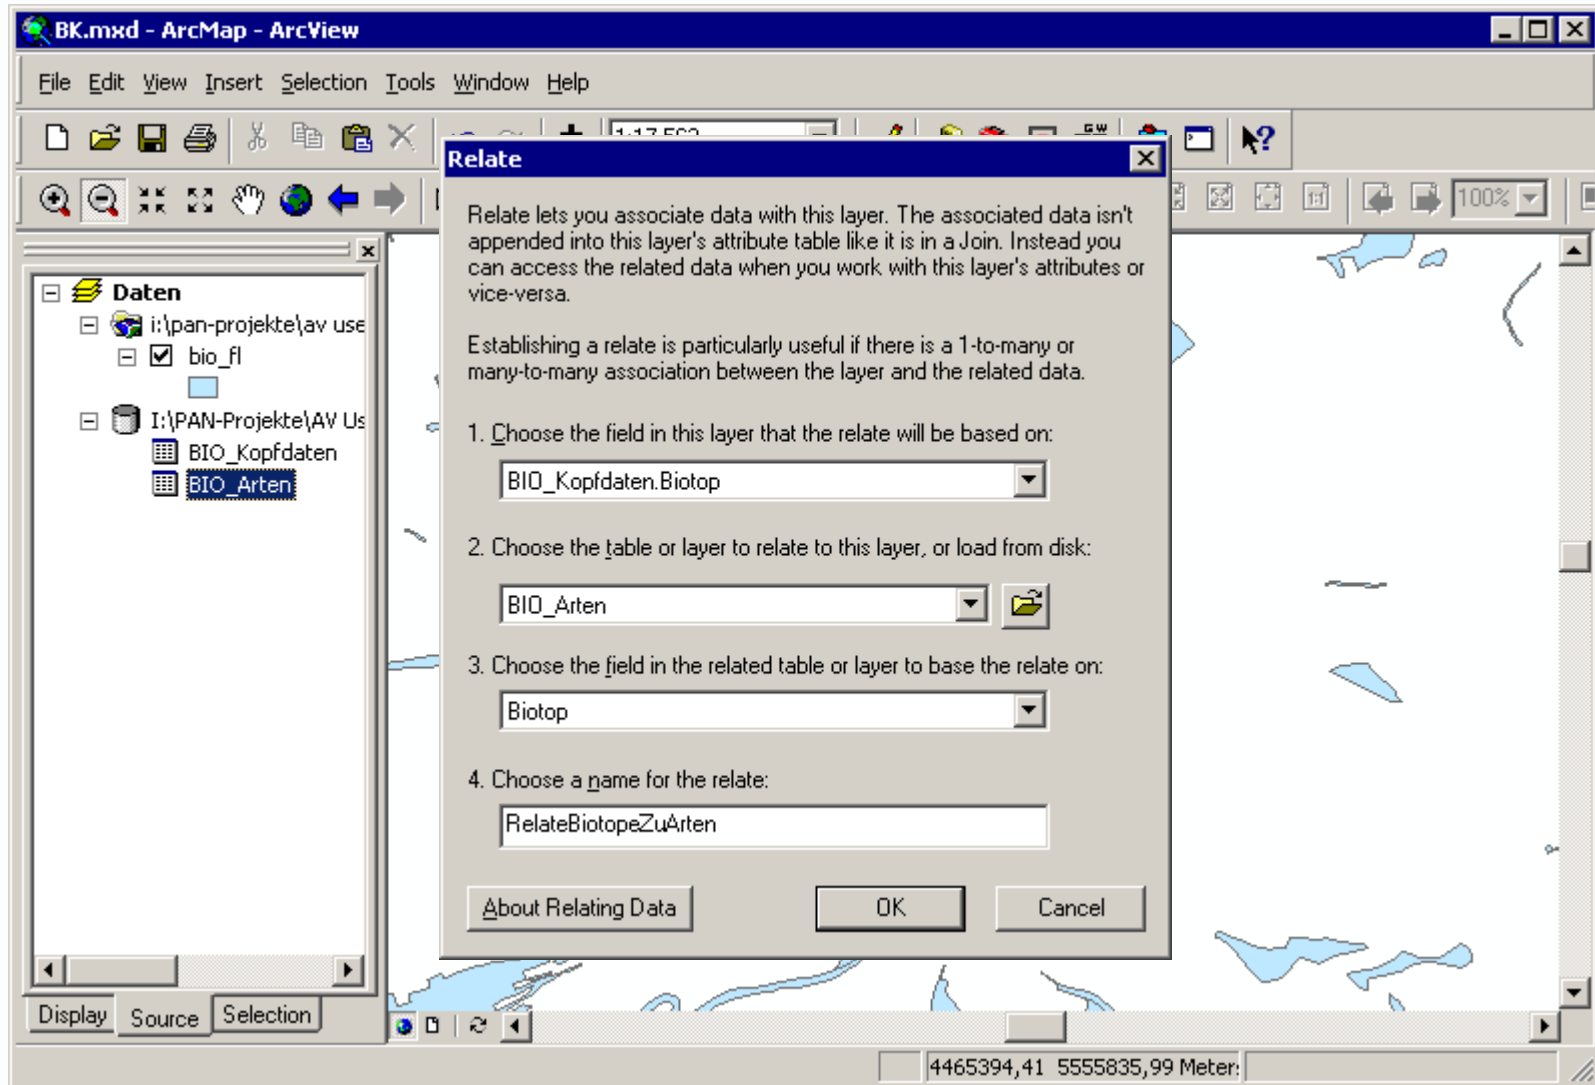 BK.mxd - ArcMap - ArcView
File Edit View Insert Selection Tools Window Help
Relate
100%
Relate lets you associate data with this layer. The associated data isn't
appended into this layer's attribute table like it is in a Join. Instead you
can access the related data when you work with this layer's attributes or
vice-versa.
Establishing a relate is particularly useful if there is a 1-to-many or
many-to-many association between the layer and the related data.
1. Choose the field in this layer that the relate will be based on:
BIO_Kopfdaten.Biotop
2. Choose the table or layer to relate to this layer, or load from disk:
BIO_Arten
3. Choose the field in the related table or layer to base the relate on:
Biotop
4. Choose a name for the relate:
RelateBiotopeZuArten
About Relating Data
OK
Cancel
Daten
i:\pan-projekte\av use
bio_fl
I:\PAN-Projekte\AV Us
BIO_Kopfdaten
BIO_Arten
Display Source Selection
4465394,41 5555835,99 Meter